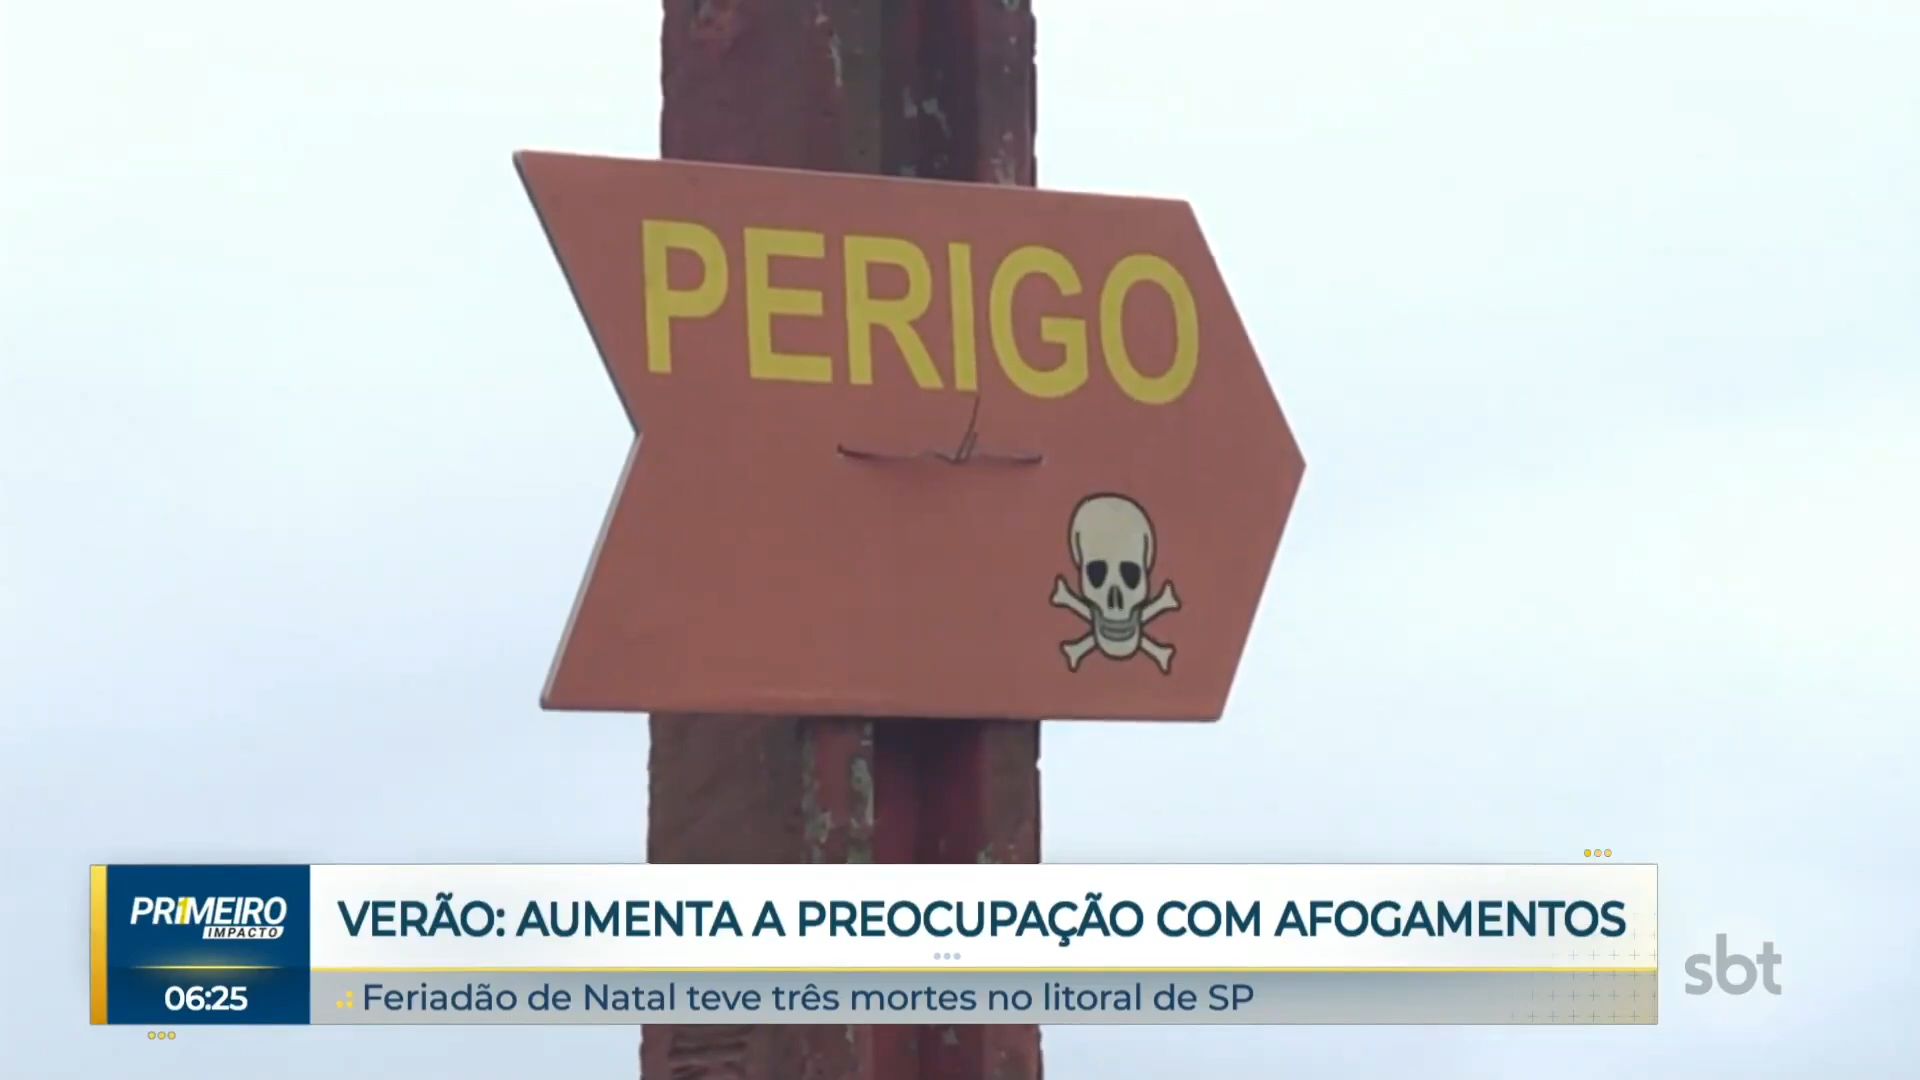 PERIGO
PRIMEIRO
IMPACTO
VERÃO: AUMENTA A PREOCUPAÇÃO COM AFOGAMENTOS
06:25
Feriadão de Natal teve três mortes no litoral de SP
sbt